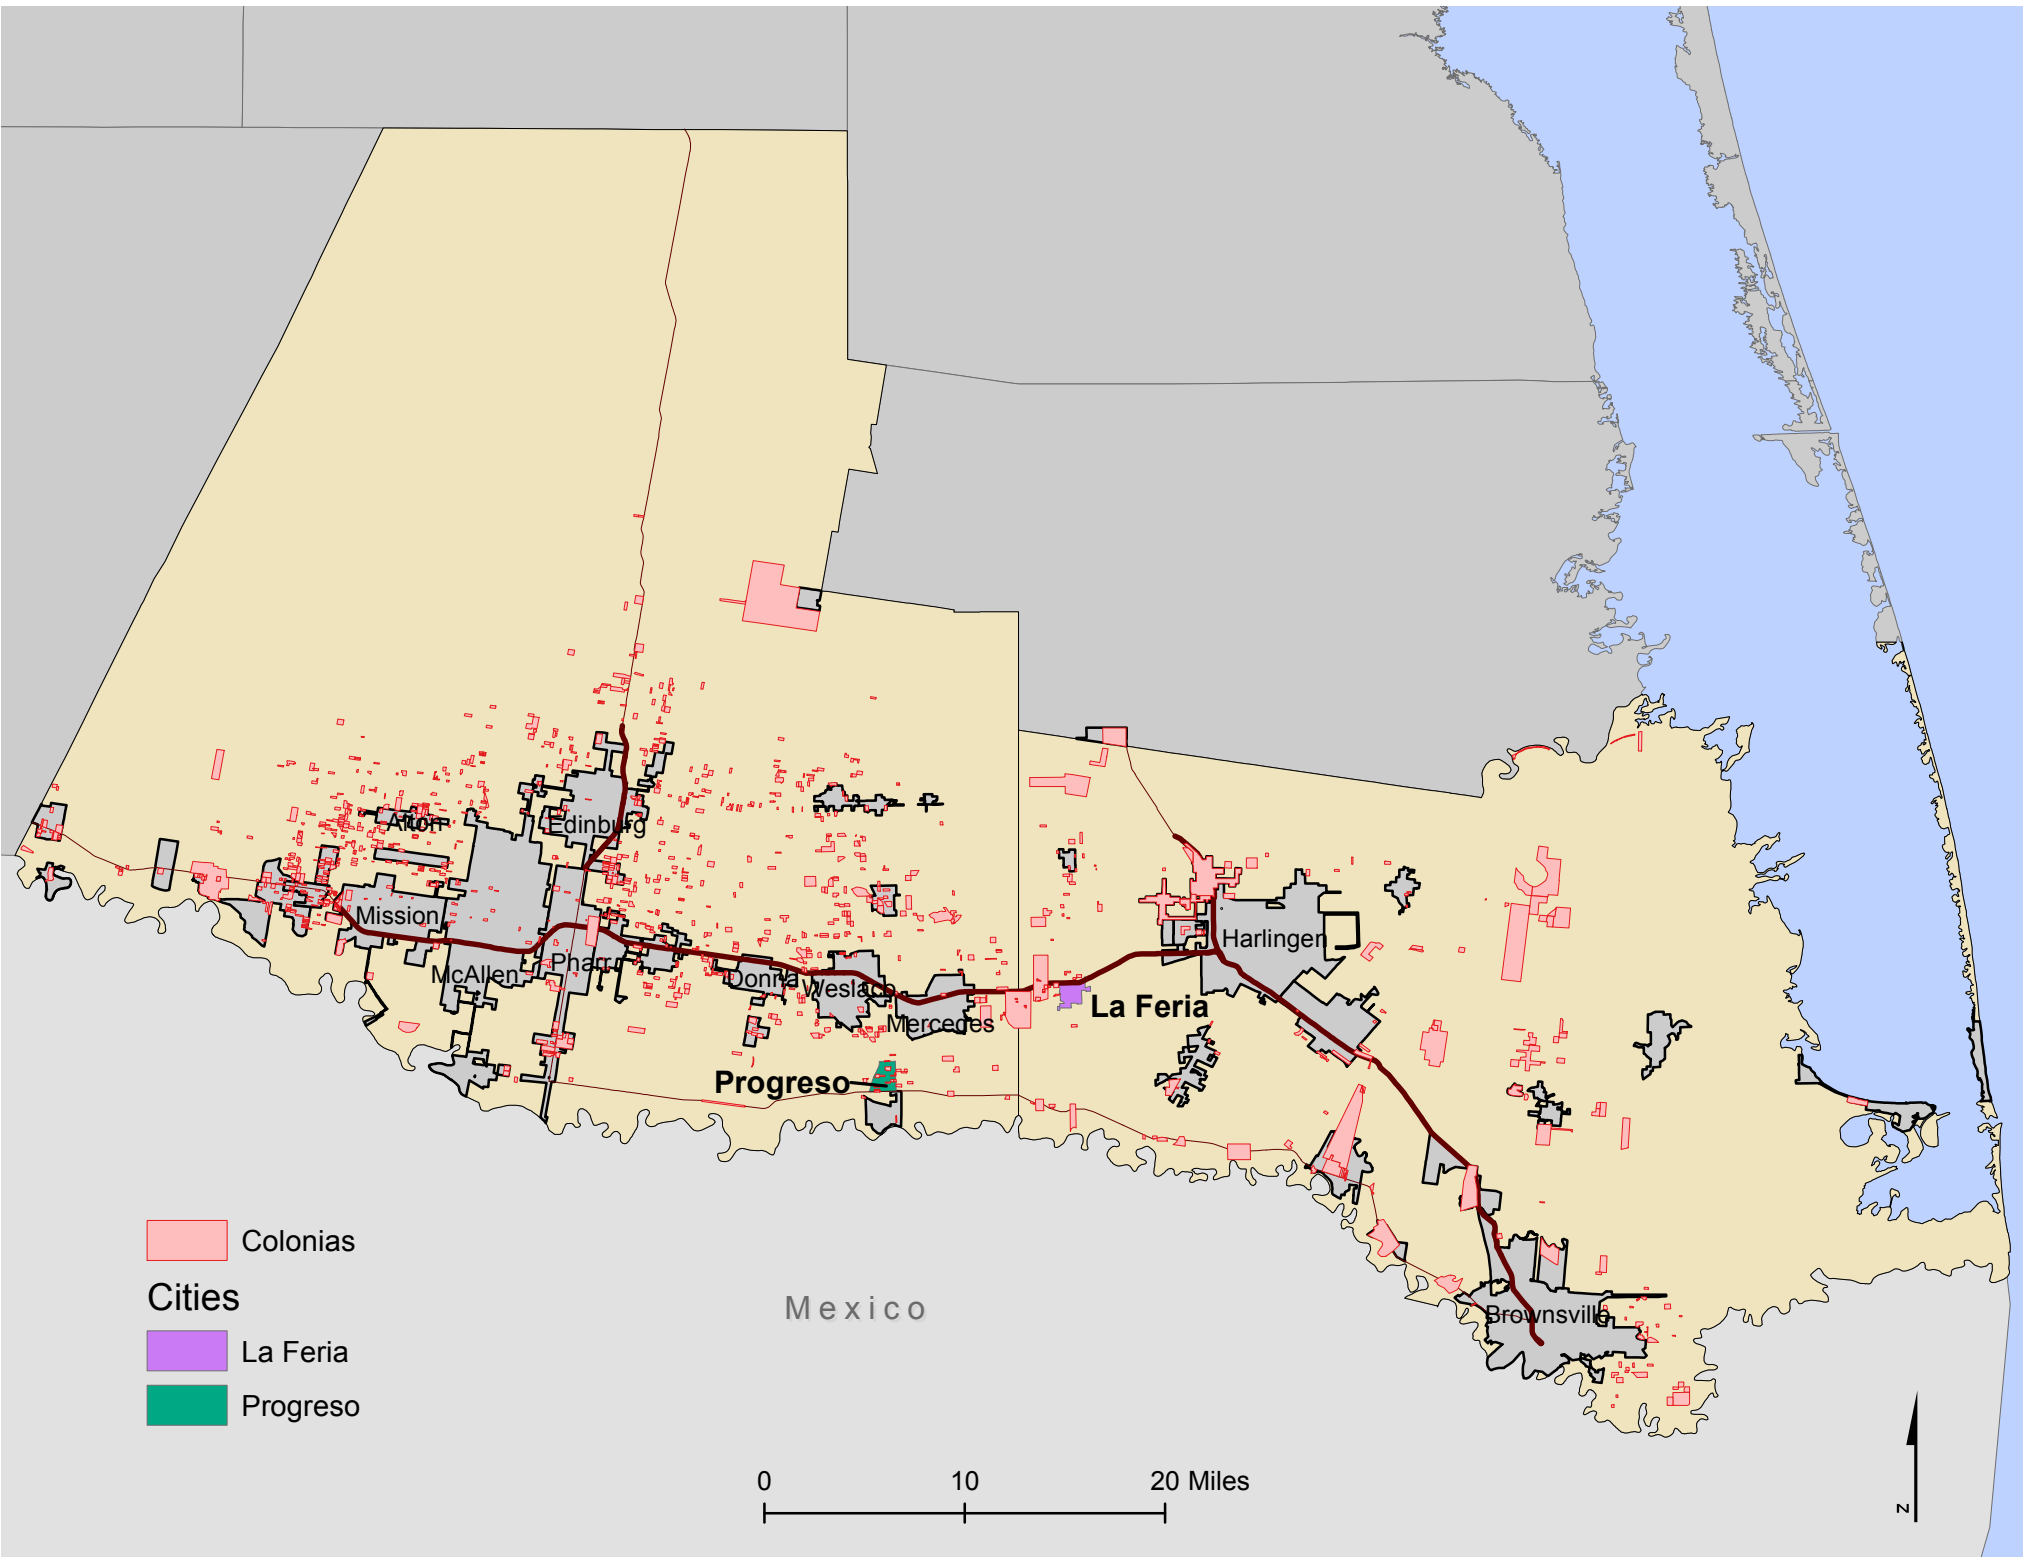 Alton
Edinburg
Mission
McAllen
Pharr
Donna
Weslaco
Mercedes
Harlingen
La Feria
Progreso
Brownsville
Mexico
Colonias
Cities
La Feria
Progreso
0 10 20 Miles
N